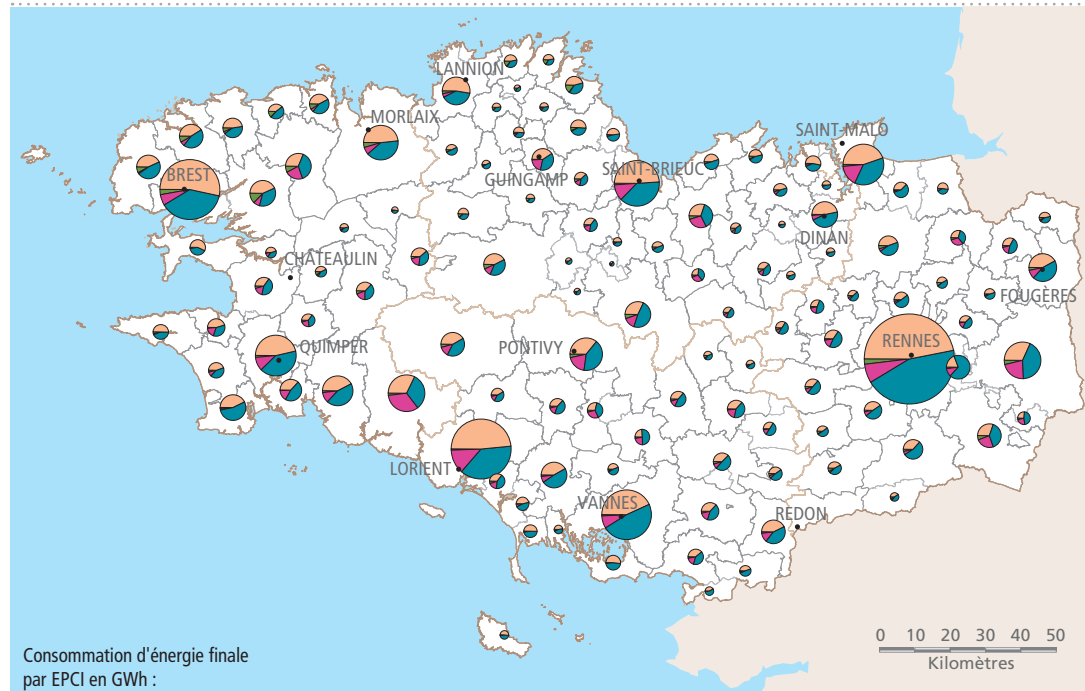 LANNION
MORLAIX
SAINT-MALO
BREST
GUINGAMP
SAINT-BRIEUC
DINAN
CHÂTEAULIN
FOUGÈRES
QUIMPER
PONTIVY
RENNES
LORIENT
VANNES
REDON
0 10 20 30 40 50
Kilomètres
Consommation d'énergie finale
par EPCI en GWh :